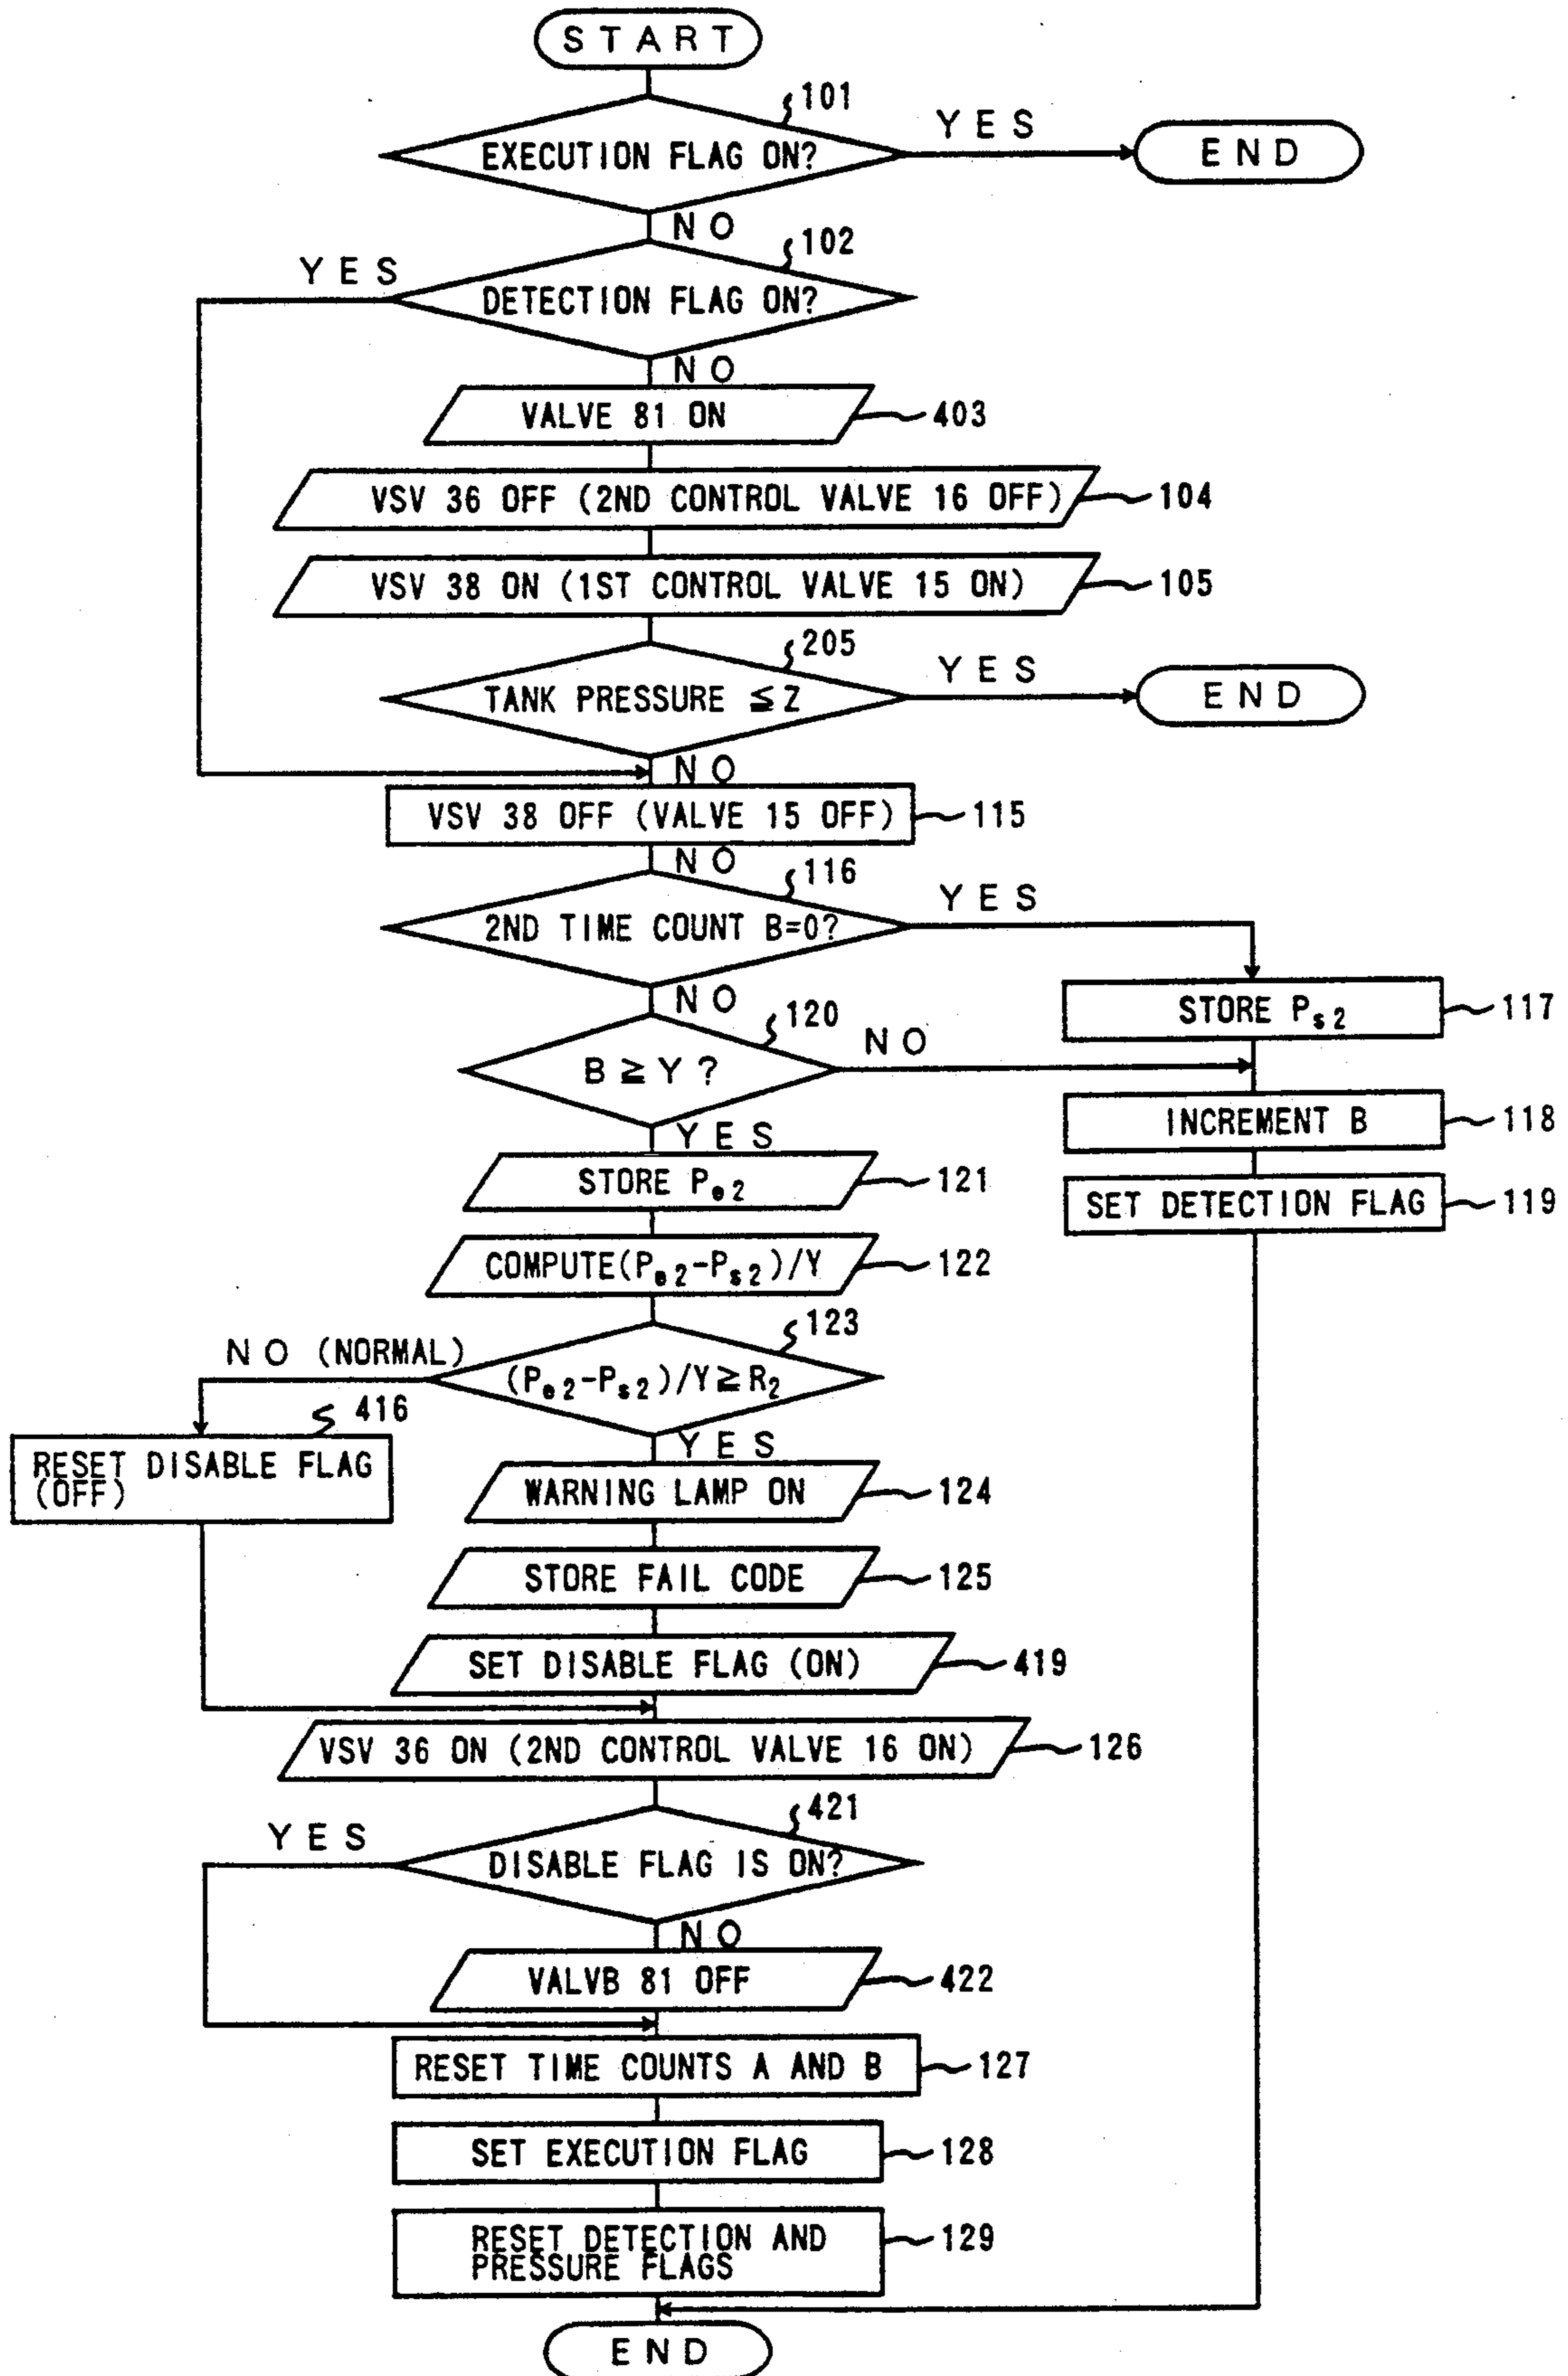 START
101
EXECUTION FLAG ON?
YES
END
NO
102
YES
DETECTION FLAG ON?
NO
VALVE 81 ON
403
VSV 36 OFF (2ND CONTROL VALVE 16 OFF)
104
VSV 38 ON (1ST CONTROL VALVE 15 ON)
105
205
TANK PRESSURE ≦ Z
YES
END
NO
VSV 38 OFF (VALVE 15 OFF)
115
NO
116
2ND TIME COUNT B=0?
YES
NO
STORE Ps2
117
120
B ≧ Y ?
NO
INCREMENT B
118
YES
STORE Pe2
121
SET DETECTION FLAG
119
COMPUTE(Pe2-Ps2)/Y
122
123
NO (NORMAL)
(Pe2-Ps2)/Y ≧ R2
416
RESET DISABLE FLAG
(OFF)
YES
WARNING LAMP ON
124
STORE FAIL CODE
125
SET DISABLE FLAG (ON)
419
VSV 36 ON (2ND CONTROL VALVE 16 ON)
126
421
YES
DISABLE FLAG IS ON?
NO
VALVB 81 OFF
422
RESET TIME COUNTS A AND B
127
SET EXECUTION FLAG
128
RESET DETECTION AND
PRESSURE FLAGS
129
END